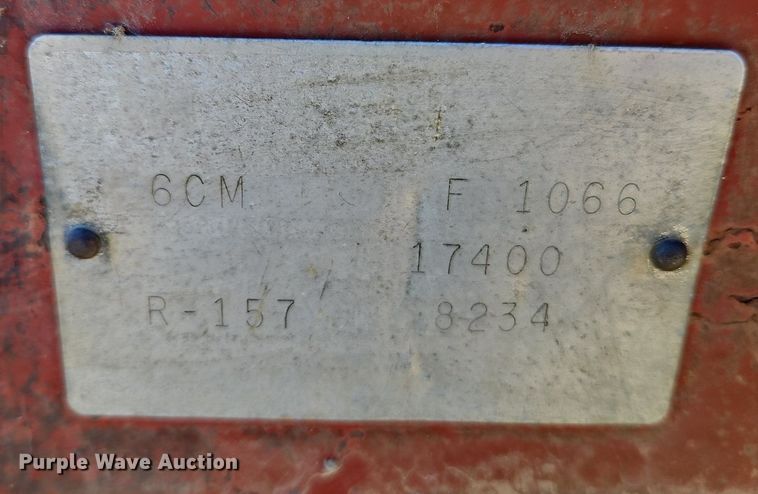 6CM F 1066
17400
R-157 8234
Purple Wave Auction